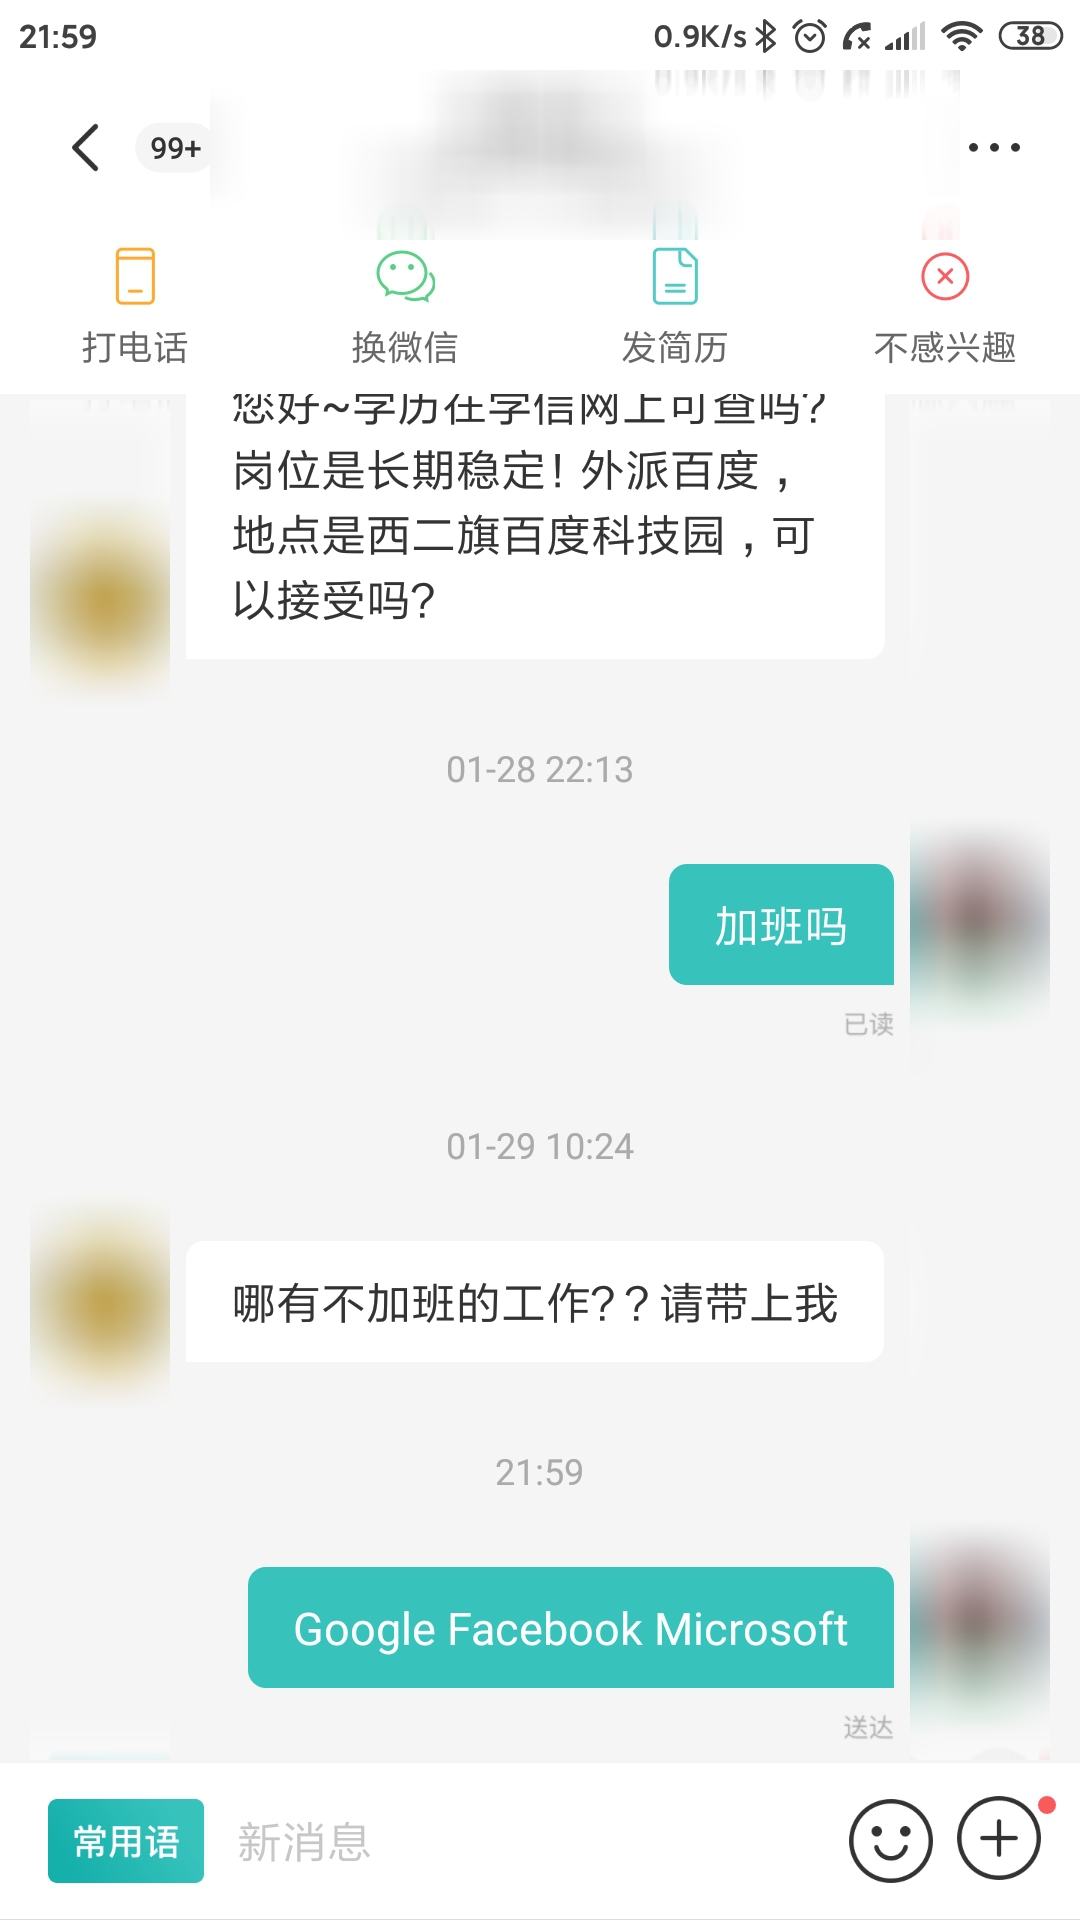 21:59
0.9K/s
38
99+
打电话
换微信
发简历
不感兴趣
您好~学历在学信网上可查吗?
岗位是长期稳定! 外派百度，
地点是西二旗百度科技园，可
以接受吗?
01-28 22:13
加班吗
已读
01-29 10:24
哪有不加班的工作? ? 请带上我
21:59
Google Facebook Microsoft
送达
常用语
新消息